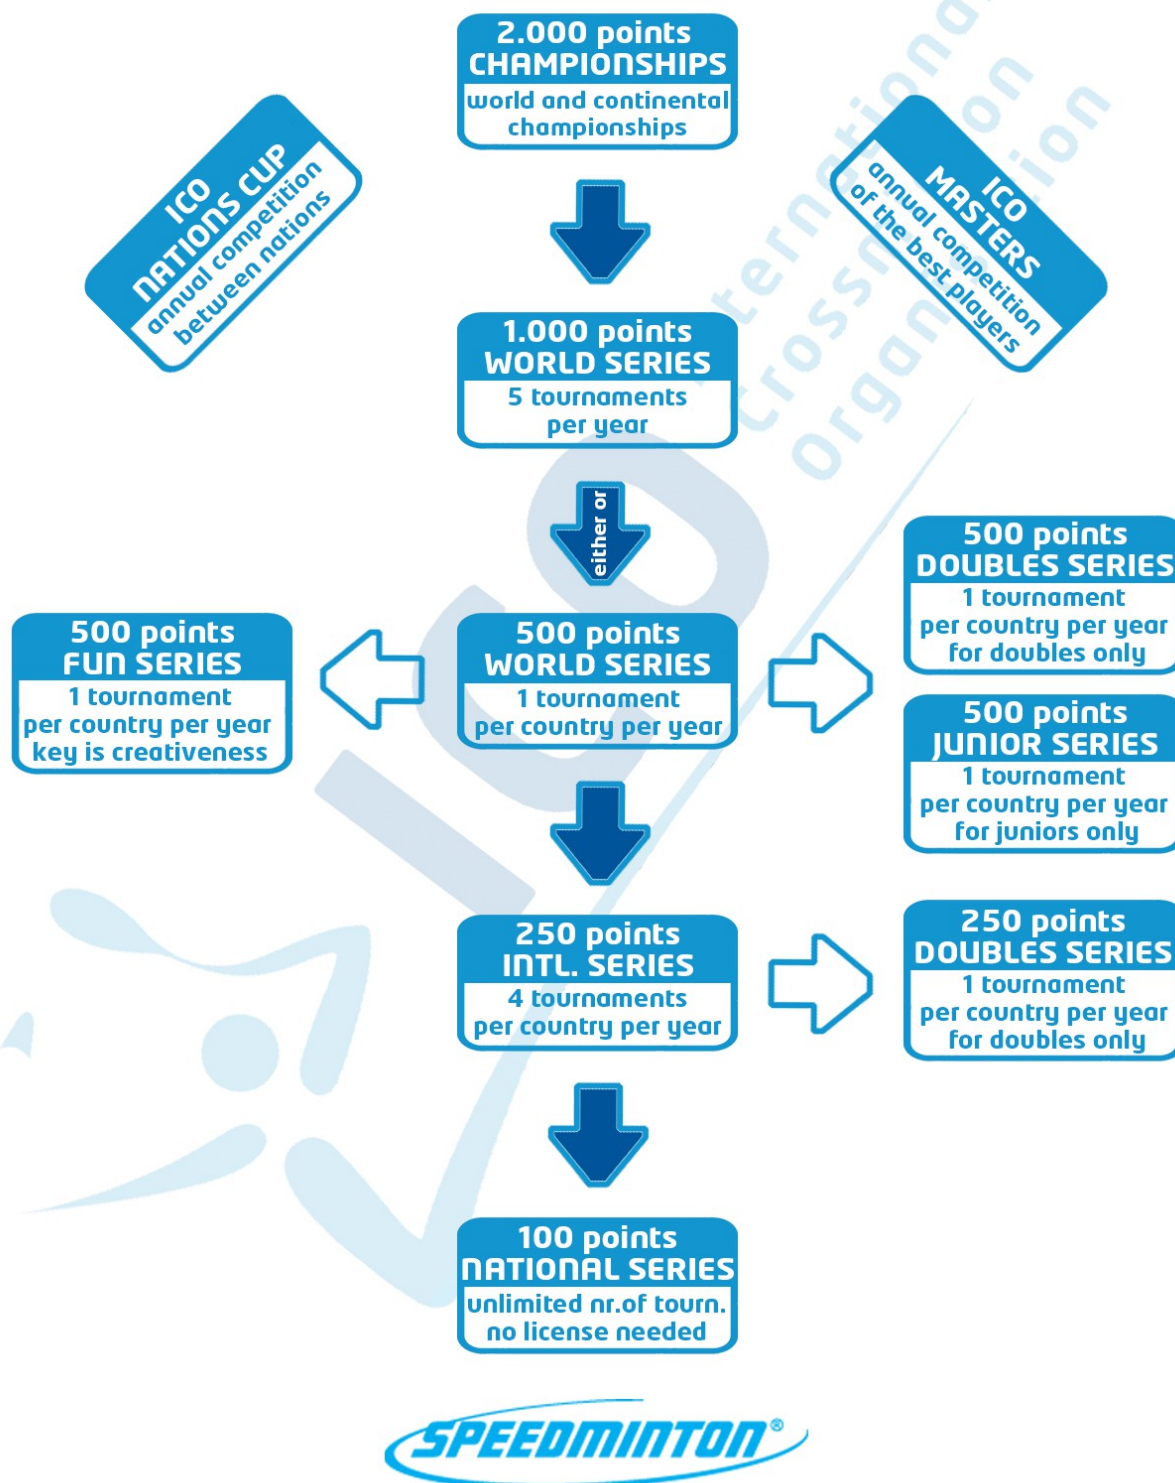 2.000 points
CHAMPIONSHIPS
world and continental
championships
ICO
NATIONS CUP
annual competition
between nations
ICO
MASTERS
annual competition
of the best players
International
Crossminton
Organisation
ICO
1.000 points
WORLD SERIES
5 tournaments
per year
either or
500 points
FUN SERIES
1 tournament
per country per year
key is creativeness
500 points
WORLD SERIES
1 tournament
per country per year
500 points
DOUBLES SERIES
1 tournament
per country per year
for doubles only
500 points
JUNIOR SERIES
1 tournament
per country per year
for juniors only
250 points
INTL. SERIES
4 tournaments
per country per year
250 points
DOUBLES SERIES
1 tournament
per country per year
for doubles only
100 points
NATIONAL SERIES
unlimited nr.of tourn.
no license needed
SPEEDMINTON®